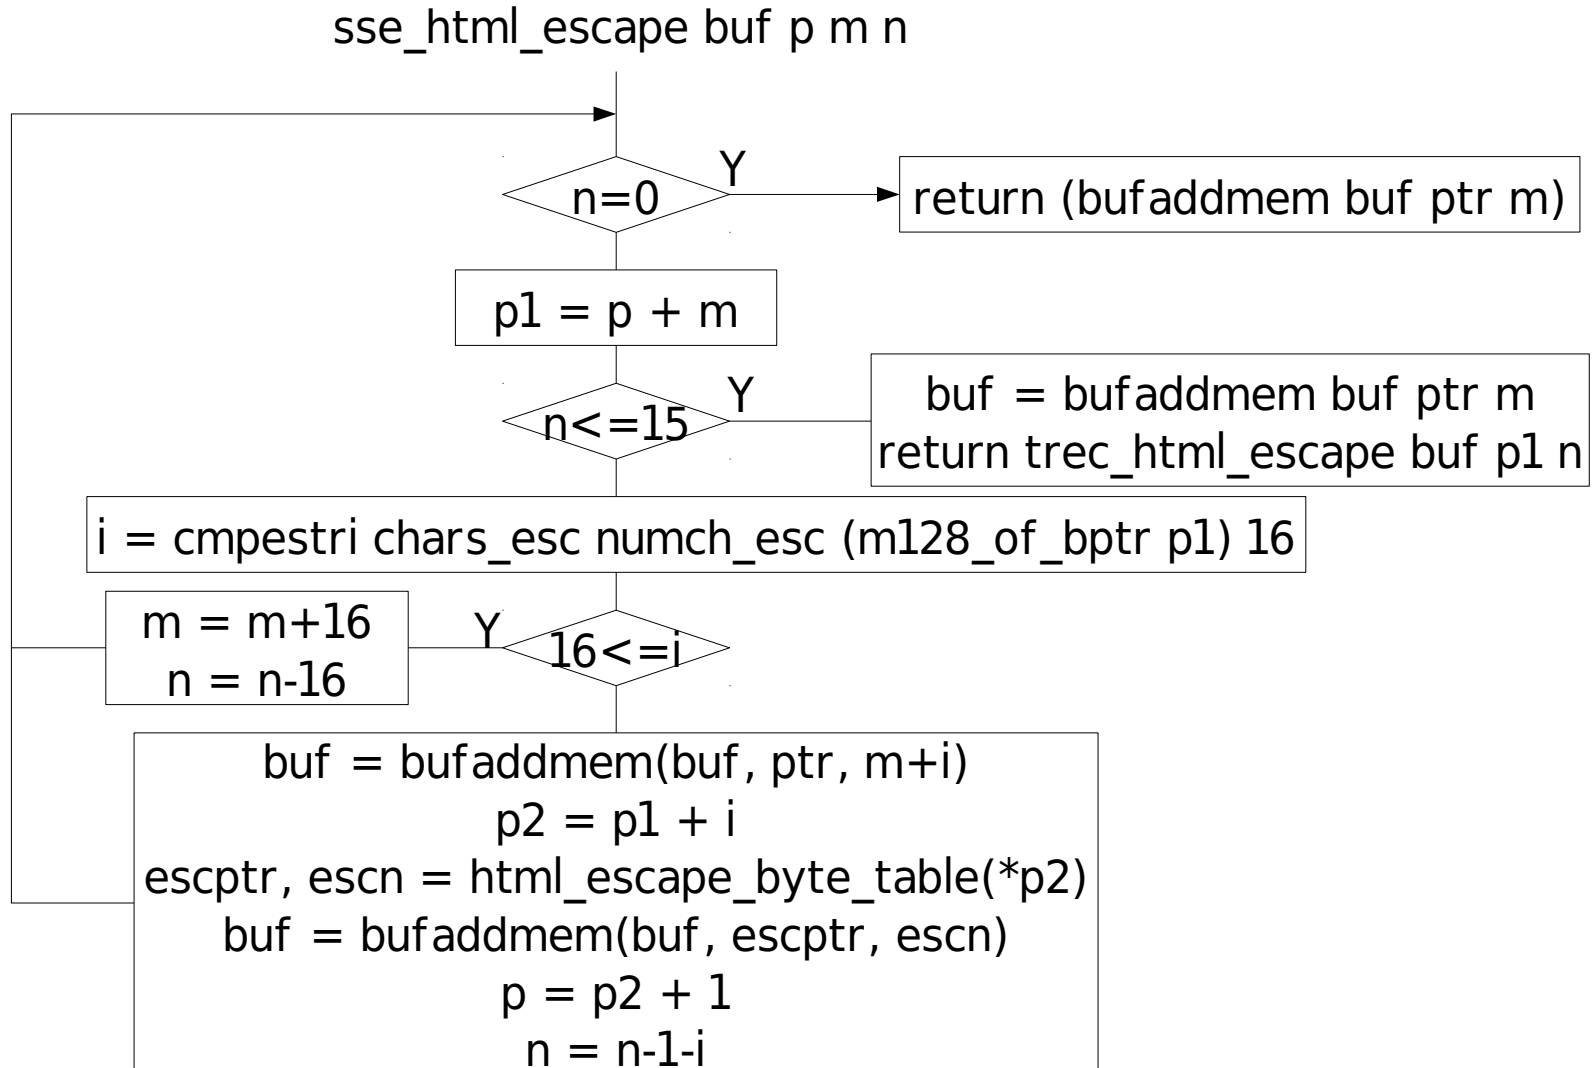 sse_html_escape buf p m n
n=0
Y
return (bufaddmem buf ptr m)
p1 = p + m
n<=15
Y
buf = bufaddmem buf ptr m
return trec_html_escape buf p1 n
i = cmpestri chars_esc numch_esc (m128_of_bptr p1) 16
m = m+16
n = n-16
Y
16<=i
buf = bufaddmem(buf, ptr, m+i)
p2 = p1 + i
escptr, escn = html_escape_byte_table(*p2)
buf = bufaddmem(buf, escptr, escn)
p = p2 + 1
n = n-1-i